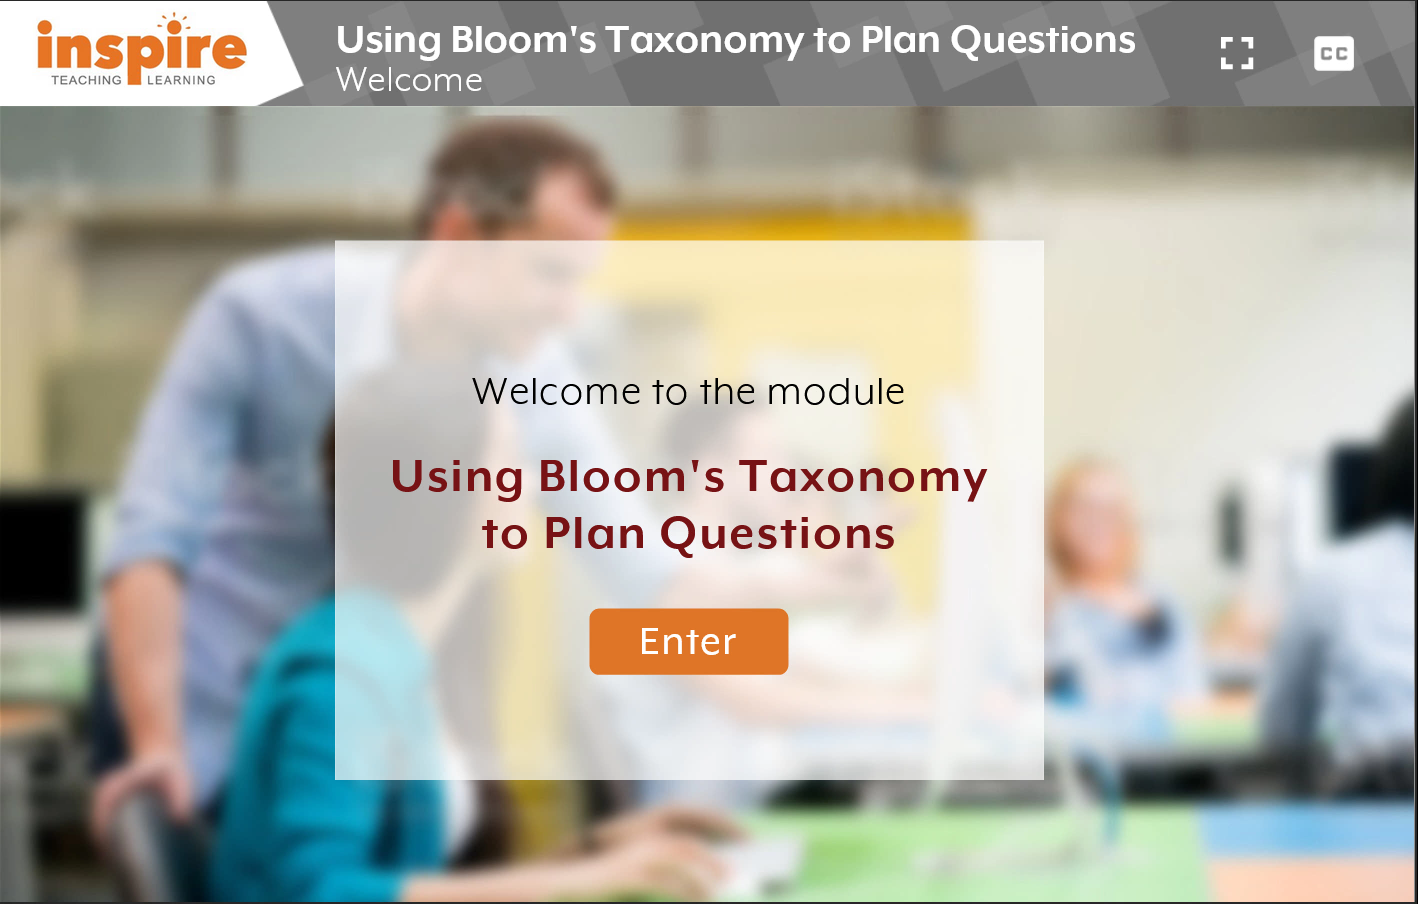 inspire
TEACHING LEARNING
Using Bloom's Taxonomy to Plan Questions
Welcome
CC
Welcome to the module
Using Bloom's Taxonomy
to Plan Questions
Enter